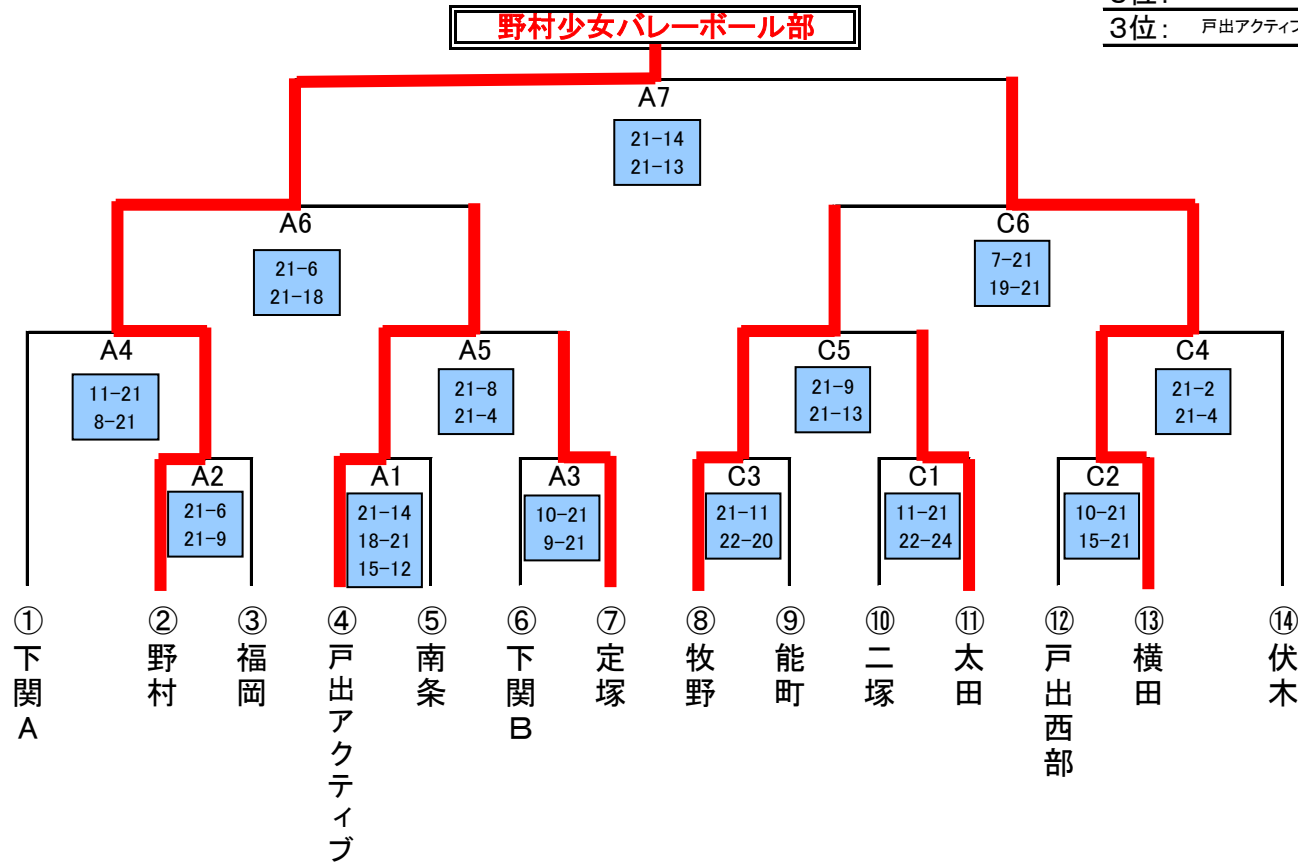 野村少女バレーボール部
3位: 戸出アクティブ
A7
21-14
21-13
A6
21-6
21-18
C6
7-21
19-21
A4
11-21
8-21
A5
21-8
21-4
C5
21-9
21-13
C4
21-2
21-4
A2
21-6
21-9
A1
21-14
18-21
15-12
A3
10-21
9-21
C3
21-11
22-20
C1
11-21
22-24
C2
10-21
15-21
①下関A
②野村
③福岡
④戸出アクティブ
⑤南条
⑥下関B
⑦定塚
⑧牧野
⑨能町
⑩二塚
⑪太田
⑫戸出西部
⑬横田
⑭伏木